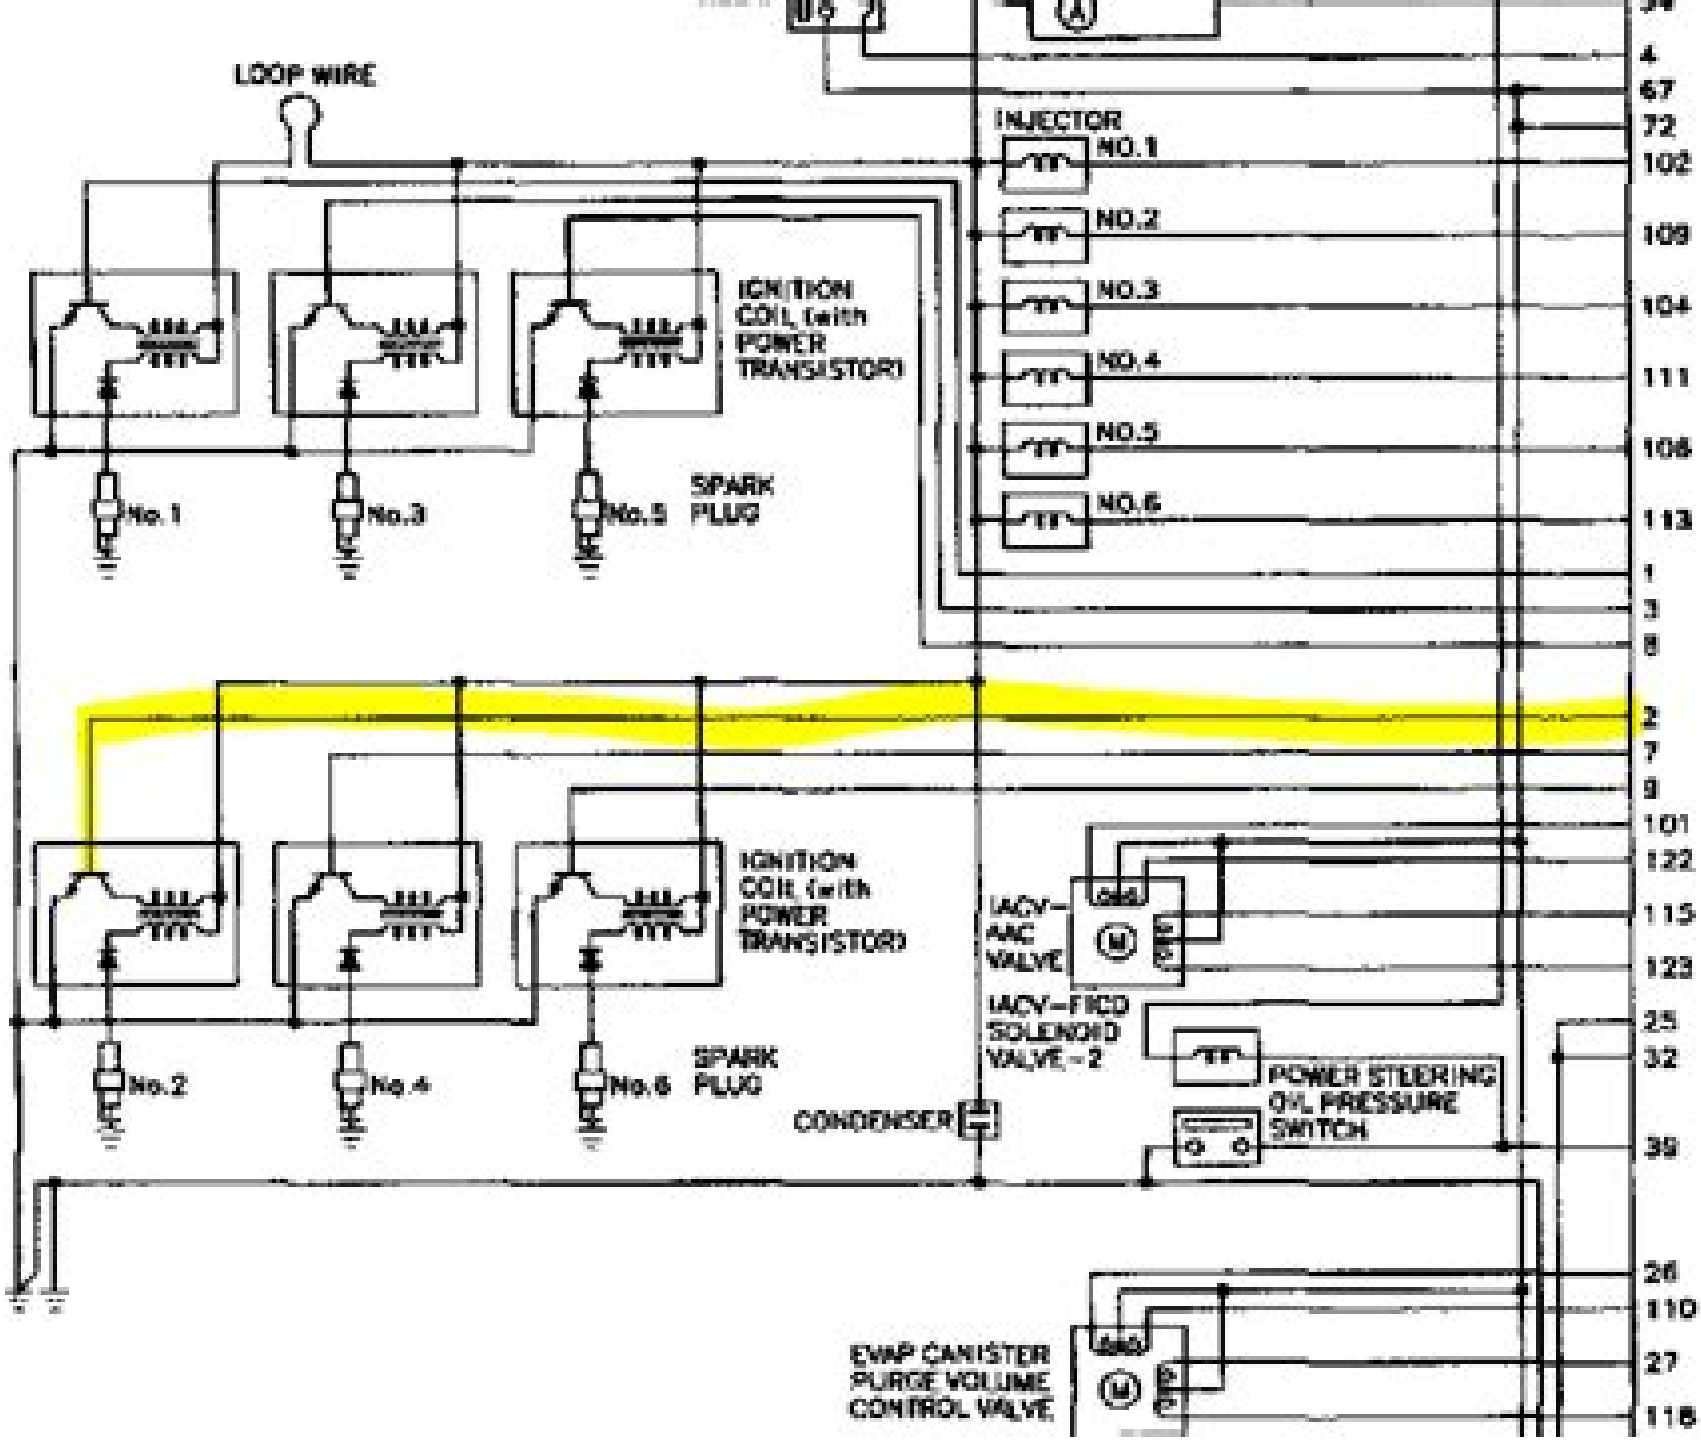 4
67
LOOP WIRE
INJECTOR
72
NO.1
102
NO.2
109
IGNITION
COIL (with
POWER
TRANSISTOR)
NO.3
104
NO.4
111
NO.5
106
SPARK
PLUG
No.1
No.3
No.5
NO.6
113
1
3
8
2
7
9
101
122
IGNITION
COIL (with
POWER
TRANSISTOR)
IACV-
AAC
VALVE
M
115
123
IACV-FICD
SOLENOID
VALVE-2
25
32
SPARK
PLUG
No.2
No.4
No.6
POWER STEERING
OIL PRESSURE
SWITCH
CONDENSER
39
26
110
EVAP CANISTER
PURGE VOLUME
CONTROL VALVE
M
27
118